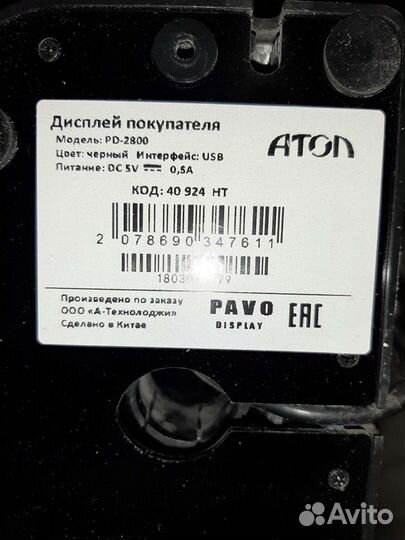 Дисплей покупателя
Модель: PD-2800
Цвет: черный Интерфейс: USB
Питание: DC 5V 0,5A
АТОЛ
КОД: 40 924 НТ
2 078690 347611
Произведено по заказу
ООО «А-Технолоджи»
Сделано в Китае
PAVO
DISPLAY
EAC
Avito